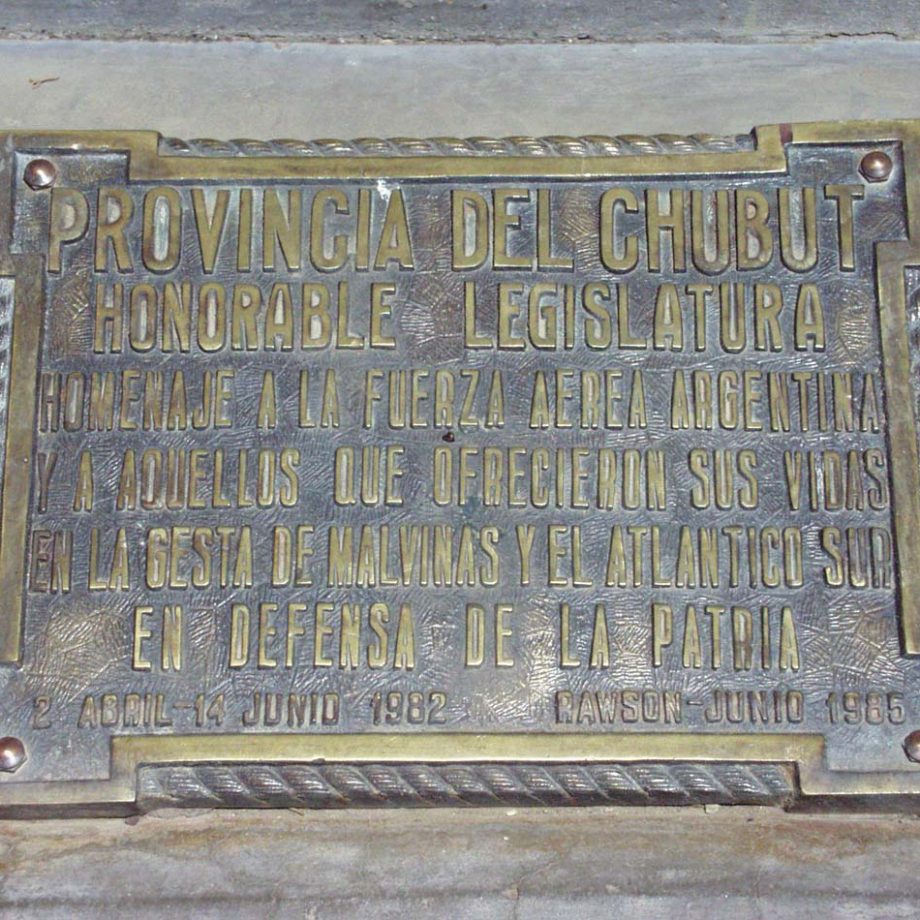 PROVINCIA DEL CHUBUT
HONORABLE LEGISLATURA
HOMENAJE A LA FUERZA AEREA ARGENTINA
Y A AQUELLOS QUE OFRECIERON SUS VIDAS
EN LA GESTA DE MALVINAS Y EL ATLANTICO SUR
EN DEFENSA DE LA PATRIA
2 ABRIL-14 JUNIO 1982 RAWSON-JUNIO 1985